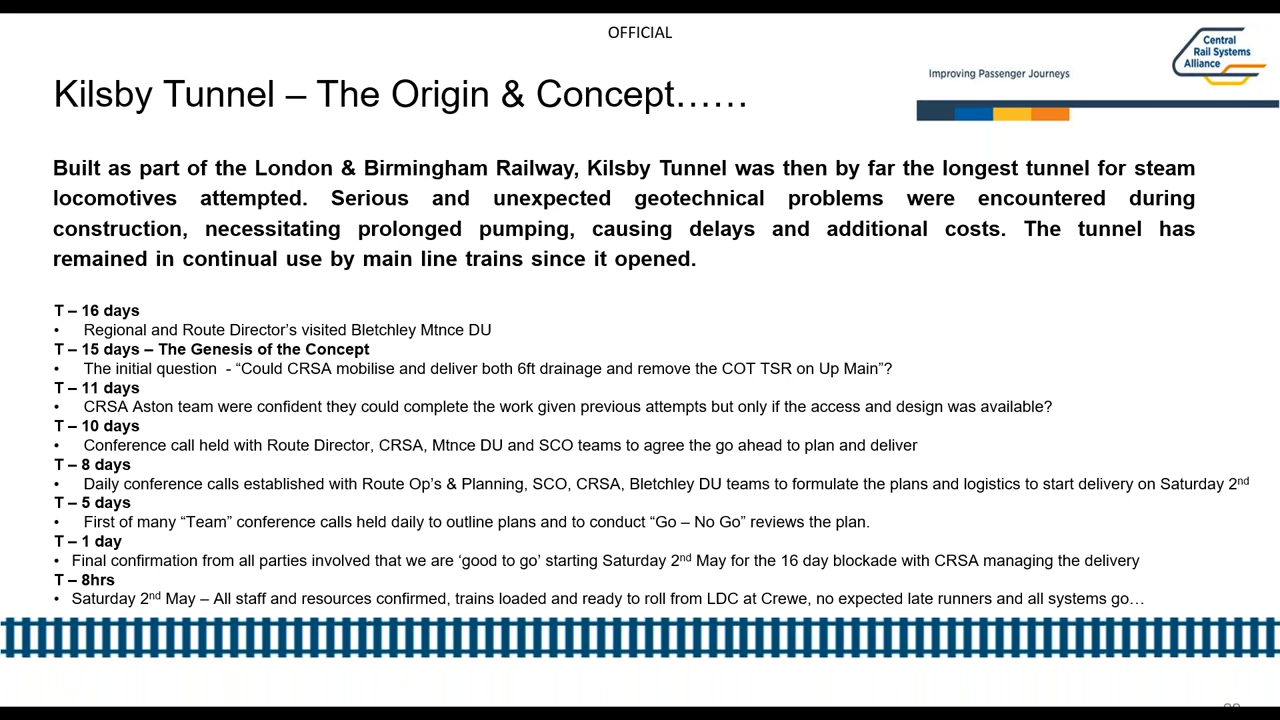 OFFICIAL
Central
Rail Systems
Alliance
Improving Passenger Journeys
Kilsby Tunnel – The Origin & Concept……
Built as part of the London & Birmingham Railway, Kilsby Tunnel was then by far the longest tunnel for steam
locomotives attempted. Serious and unexpected geotechnical problems were encountered during
construction, necessitating prolonged pumping, causing delays and additional costs. The tunnel has
remained in continual use by main line trains since it opened.
T – 16 days
• Regional and Route Director’s visited Bletchley Mtnce DU
T – 15 days – The Genesis of the Concept
• The initial question - “Could CRSA mobilise and deliver both 6ft drainage and remove the COT TSR on Up Main”?
T – 11 days
• CRSA Aston team were confident they could complete the work given previous attempts but only if the access and design was available?
T – 10 days
• Conference call held with Route Director, CRSA, Mtnce DU and SCO teams to agree the go ahead to plan and deliver
T – 8 days
• Daily conference calls established with Route Op’s & Planning, SCO, CRSA, Bletchley DU teams to formulate the plans and logistics to start delivery on Saturday 2nd
T – 5 days
• First of many “Team” conference calls held daily to outline plans and to conduct “Go – No Go” reviews the plan.
T – 1 day
• Final confirmation from all parties involved that we are ‘good to go’ starting Saturday 2nd May for the 16 day blockade with CRSA managing the delivery
T – 8hrs
• Saturday 2nd May – All staff and resources confirmed, trains loaded and ready to roll from LDC at Crewe, no expected late runners and all systems go…